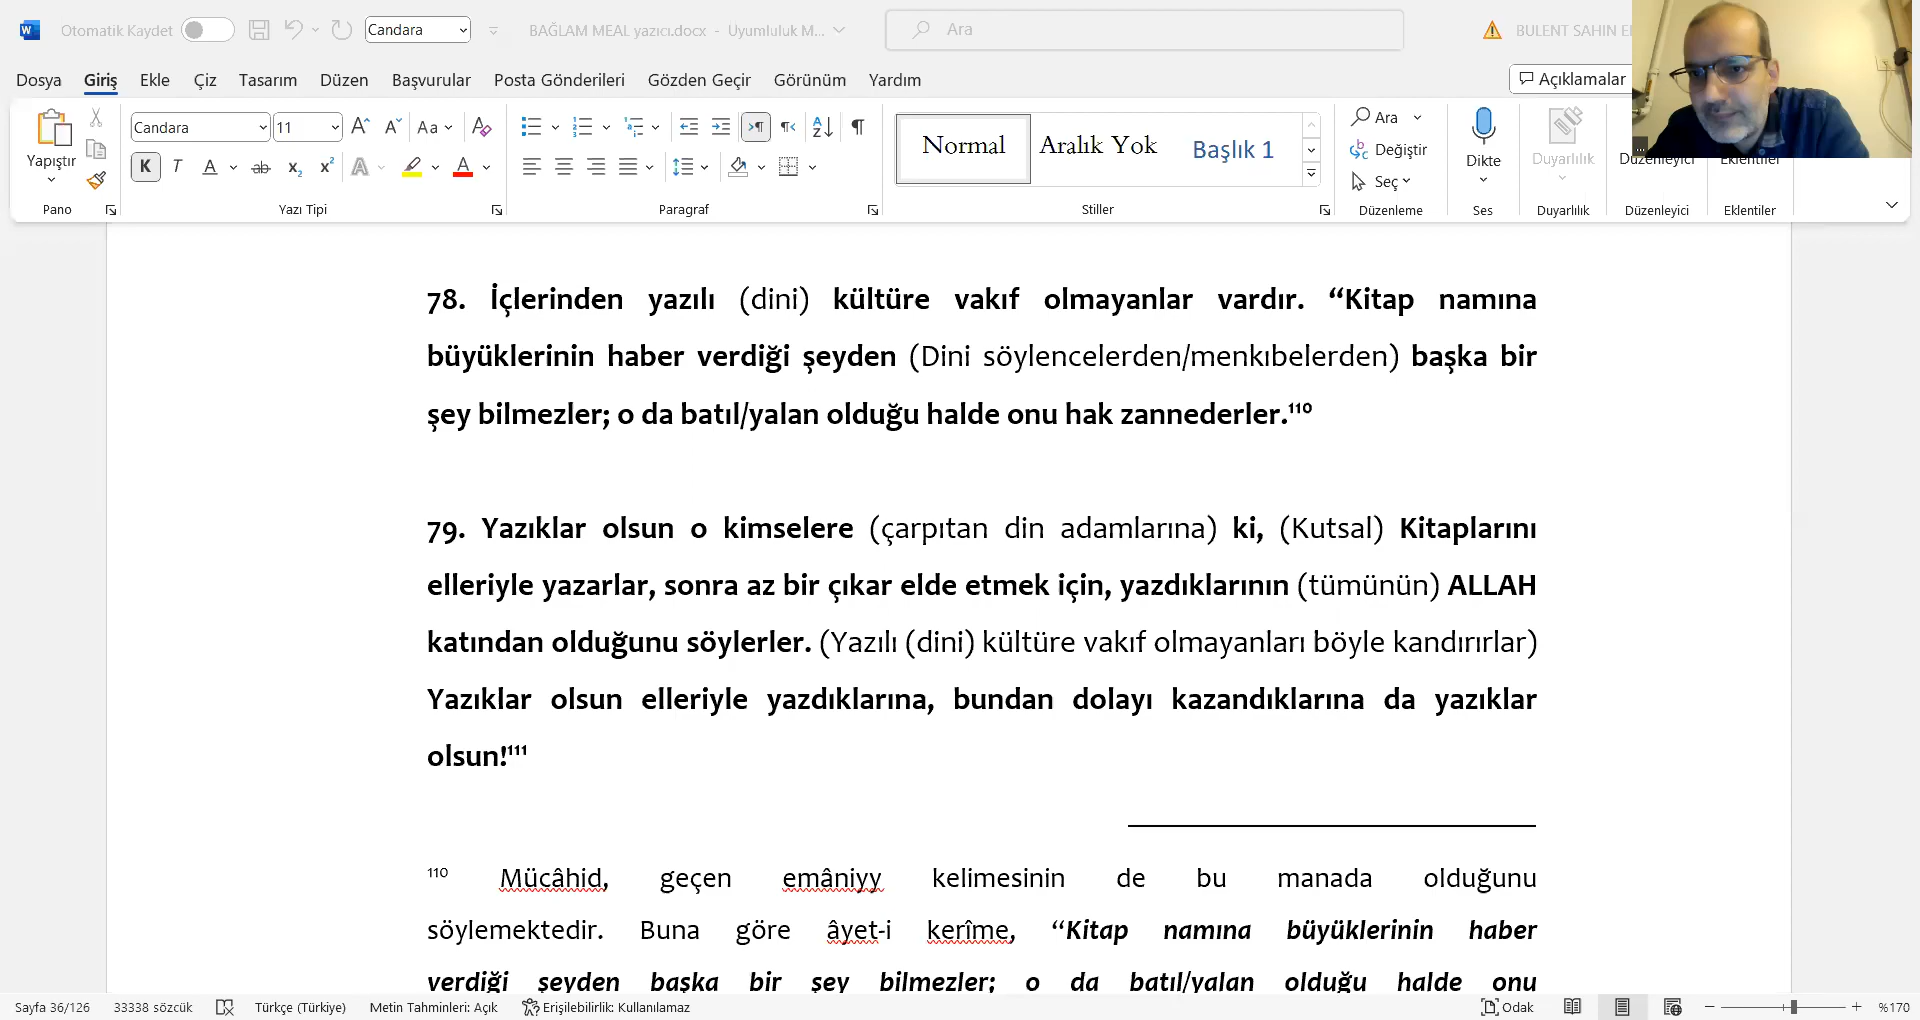 Otomatik Kaydet
Candara
BAĞLAM MEAL yazıcı.docx - Uyumluluk M...
Ara
BULENT SAHIN E
Dosya Giriş Ekle Çiz Tasarım Düzen Başvurular Posta Gönderileri Gözden Geçir Görünüm Yardım
Açıklamalar
Yapıştır
Candara 11
Normal Aralık Yok Başlık 1
Ara
Değiştir
Seç
Dikte
Duyarlılık
Düzenleyici
Eklentiler
Pano Yazı Tipi Paragraf Stiller Düzenleme Ses Duyarlılık Düzenleyici Eklentiler
78. İçlerinden yazılı (dini) kültüre vakıf olmayanlar vardır. “Kitap namına
büyüklerinin haber verdiği şeyden (Dini söylencelerden/menkıbelerden) başka bir
şey bilmezler; o da batıl/yalan olduğu halde onu hak zannederler.¹¹⁰
79. Yazıklar olsun o kimselere (çarpıtan din adamlarına) ki, (Kutsal) Kitaplarını
elleriyle yazarlar, sonra az bir çıkar elde etmek için, yazdıklarının (tümünün) ALLAH
katından olduğunu söylerler. (Yazılı (dini) kültüre vakıf olmayanları böyle kandırırlar)
Yazıklar olsun elleriyle yazdıklarına, bundan dolayı kazandıklarına da yazıklar
olsun!¹¹¹
¹¹⁰ Mücâhid, geçen emâniyy kelimesinin de bu manada olduğunu
söylemektedir. Buna göre âyet-i kerîme, “Kitap namına büyüklerinin haber
verdiği şeyden başka bir şey bilmezler; o da batıl/yalan olduğu halde onu
Sayfa 36/126 33338 sözcük Türkçe (Türkiye) Metin Tahminleri: Açık Erişilebilirlik: Kullanılamaz Odak %170